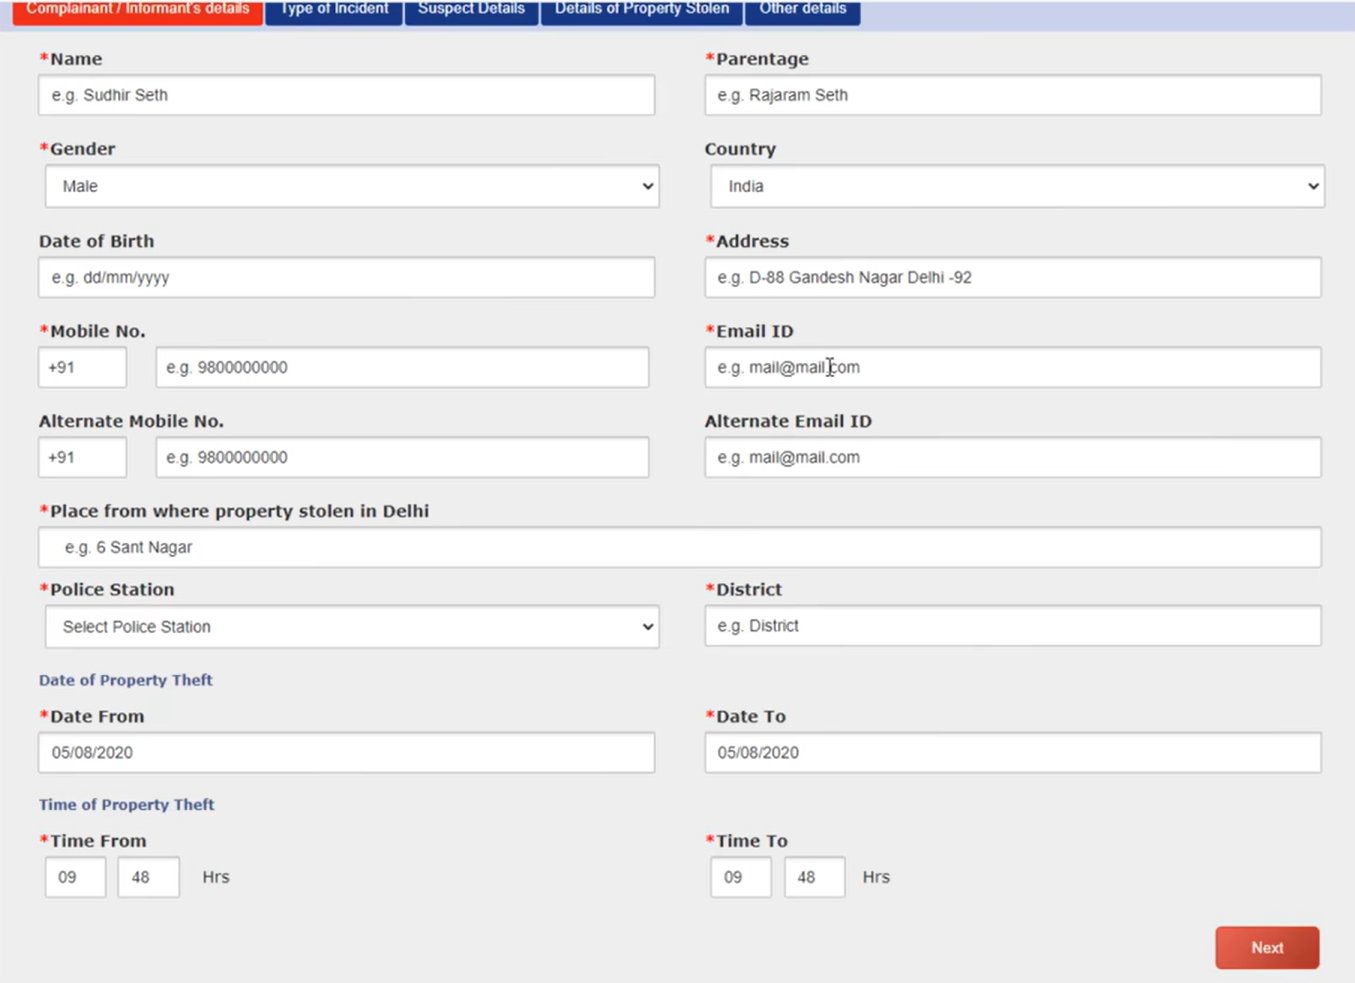 Complainant / Informant's details Type of Incident Suspect Details Details of Property Stolen Other details
*Name *Parentage
e.g. Sudhir Seth e.g. Rajaram Seth
*Gender Country
Male India
Date of Birth *Address
e.g. dd/mm/yyyy e.g. D-88 Gandesh Nagar Delhi -92
*Mobile No. *Email ID
+91 e.g. 9800000000 e.g. mail@mail.com
Alternate Mobile No. Alternate Email ID
+91 e.g. 9800000000 e.g. mail@mail.com
*Place from where property stolen in Delhi
e.g. 6 Sant Nagar
*Police Station *District
Select Police Station e.g. District
Date of Property Theft
*Date From *Date To
05/08/2020 05/08/2020
Time of Property Theft
*Time From *Time To
09 48 Hrs 09 48 Hrs
Next